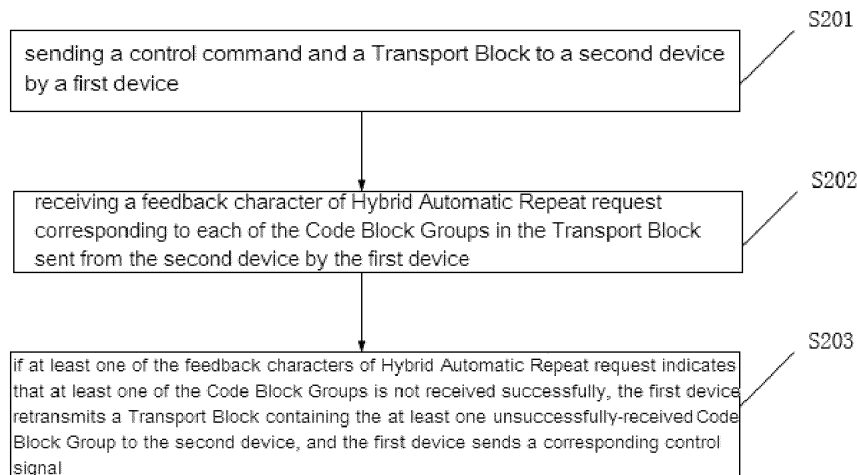 S201
sending a control command and a Transport Block to a second device
by a first device
S202
receiving a feedback character of Hybrid Automatic Repeat request
corresponding to each of the Code Block Groups in the Transport Block
sent from the second device by the first device
S203
if at least one of the feedback characters of Hybrid Automatic Repeat request indicates
that at least one of the Code Block Groups is not received successfully, the first device
retransmits a Transport Block containing the at least one unsuccessfully-received Code
Block Group to the second device, and the first device sends a corresponding control
signal